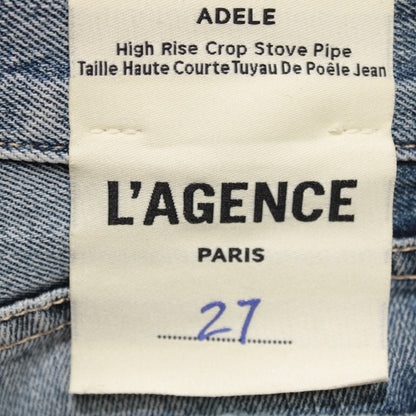 ADELE
High Rise Crop Stove Pipe
Taille Haute Courte Tuyau De Poêle Jean
L'AGENCE
PARIS
27